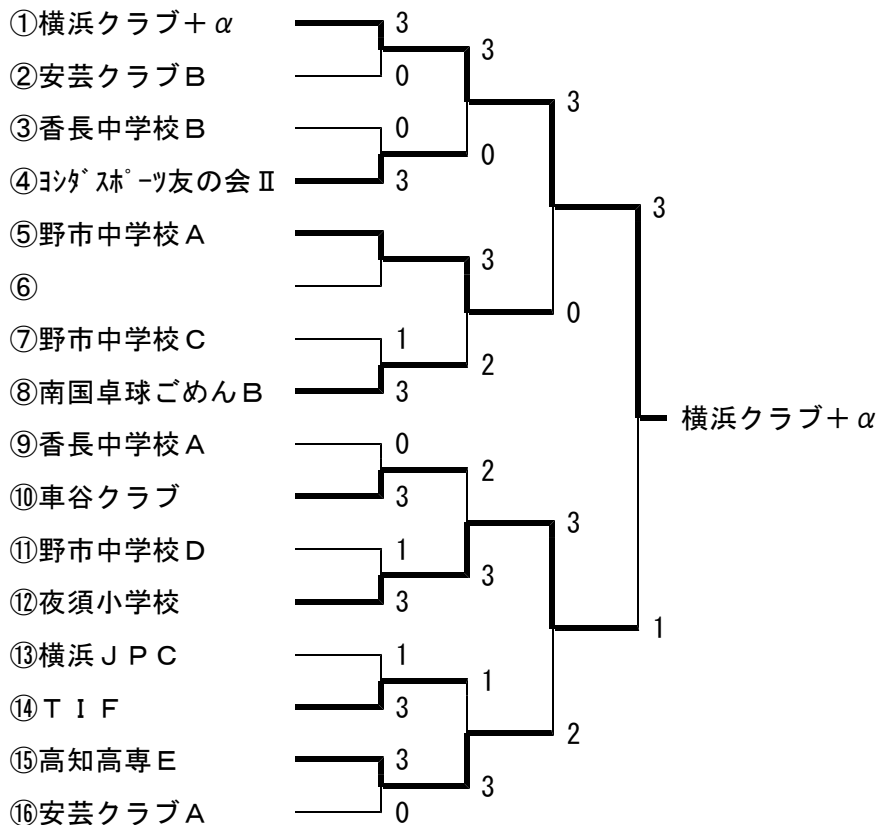 ①横浜クラブ＋α 3
3
②安芸クラブＢ 0
3
③香長中学校Ｂ 0
0
④ﾖｼﾀﾞｽﾎﾟｰﾂ友の会Ⅱ 3
3
⑤野市中学校Ａ
3
⑥
0
⑦野市中学校Ｃ 1
2
⑧南国卓球ごめんＢ 3
横浜クラブ＋α
⑨香長中学校Ａ 0
2
⑩車谷クラブ 3
3
⑪野市中学校Ｄ 1
3
⑫夜須小学校 3
1
⑬横浜ＪＰＣ 1
1
⑭ＴＩＦ 3
2
⑮高知高専Ｅ 3
3
⑯安芸クラブＡ 0